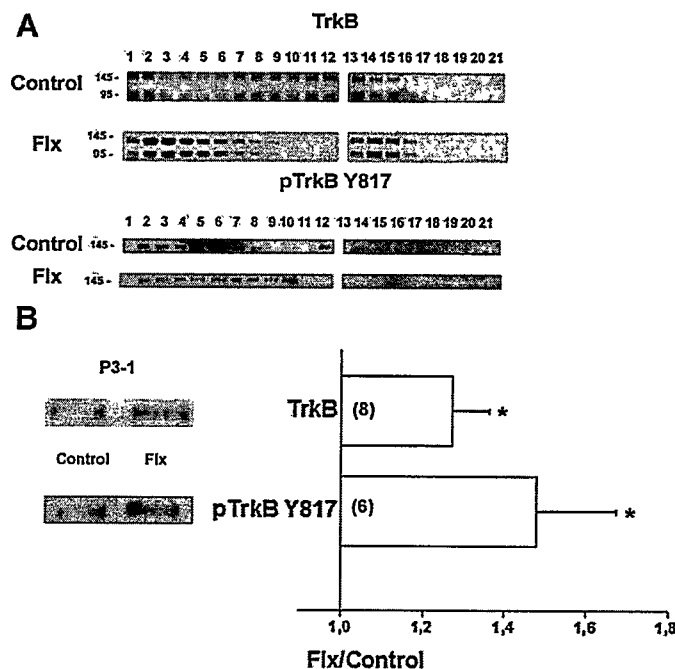 A
TrkB
1 2 3 4 5 6 7 8 9 10 11 12 13 14 15 16 17 18 19 20 21
145 -
Control
95 -
145 -
Flx
95 -
pTrkB Y817
1 2 3 4 5 6 7 8 9 10 11 12 13 14 15 16 17 18 19 20 21
Control 145 -
Flx 145 -
B
P3-1
Control Flx
TrkB (8) *
pTrkB Y817 (6) *
1,0 1,2 1,4 1,6 1,8
Flx/Control